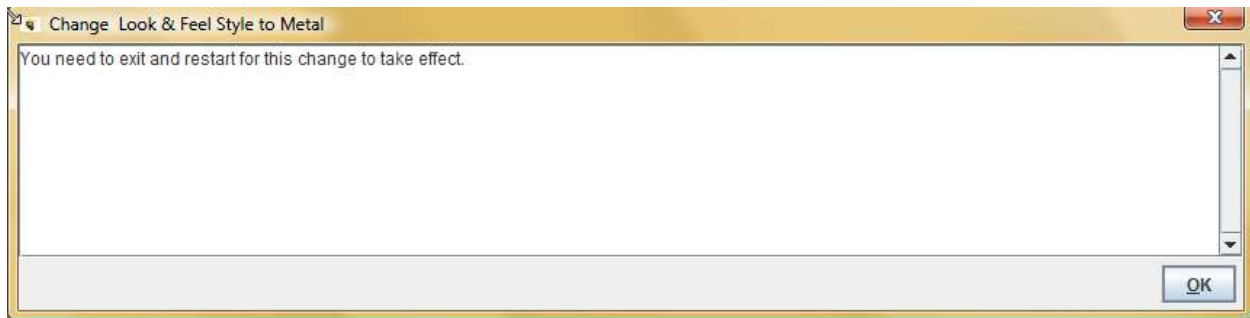 Change  Look & Feel Style to Metal
You need to exit and restart for this change to take effect.
OK